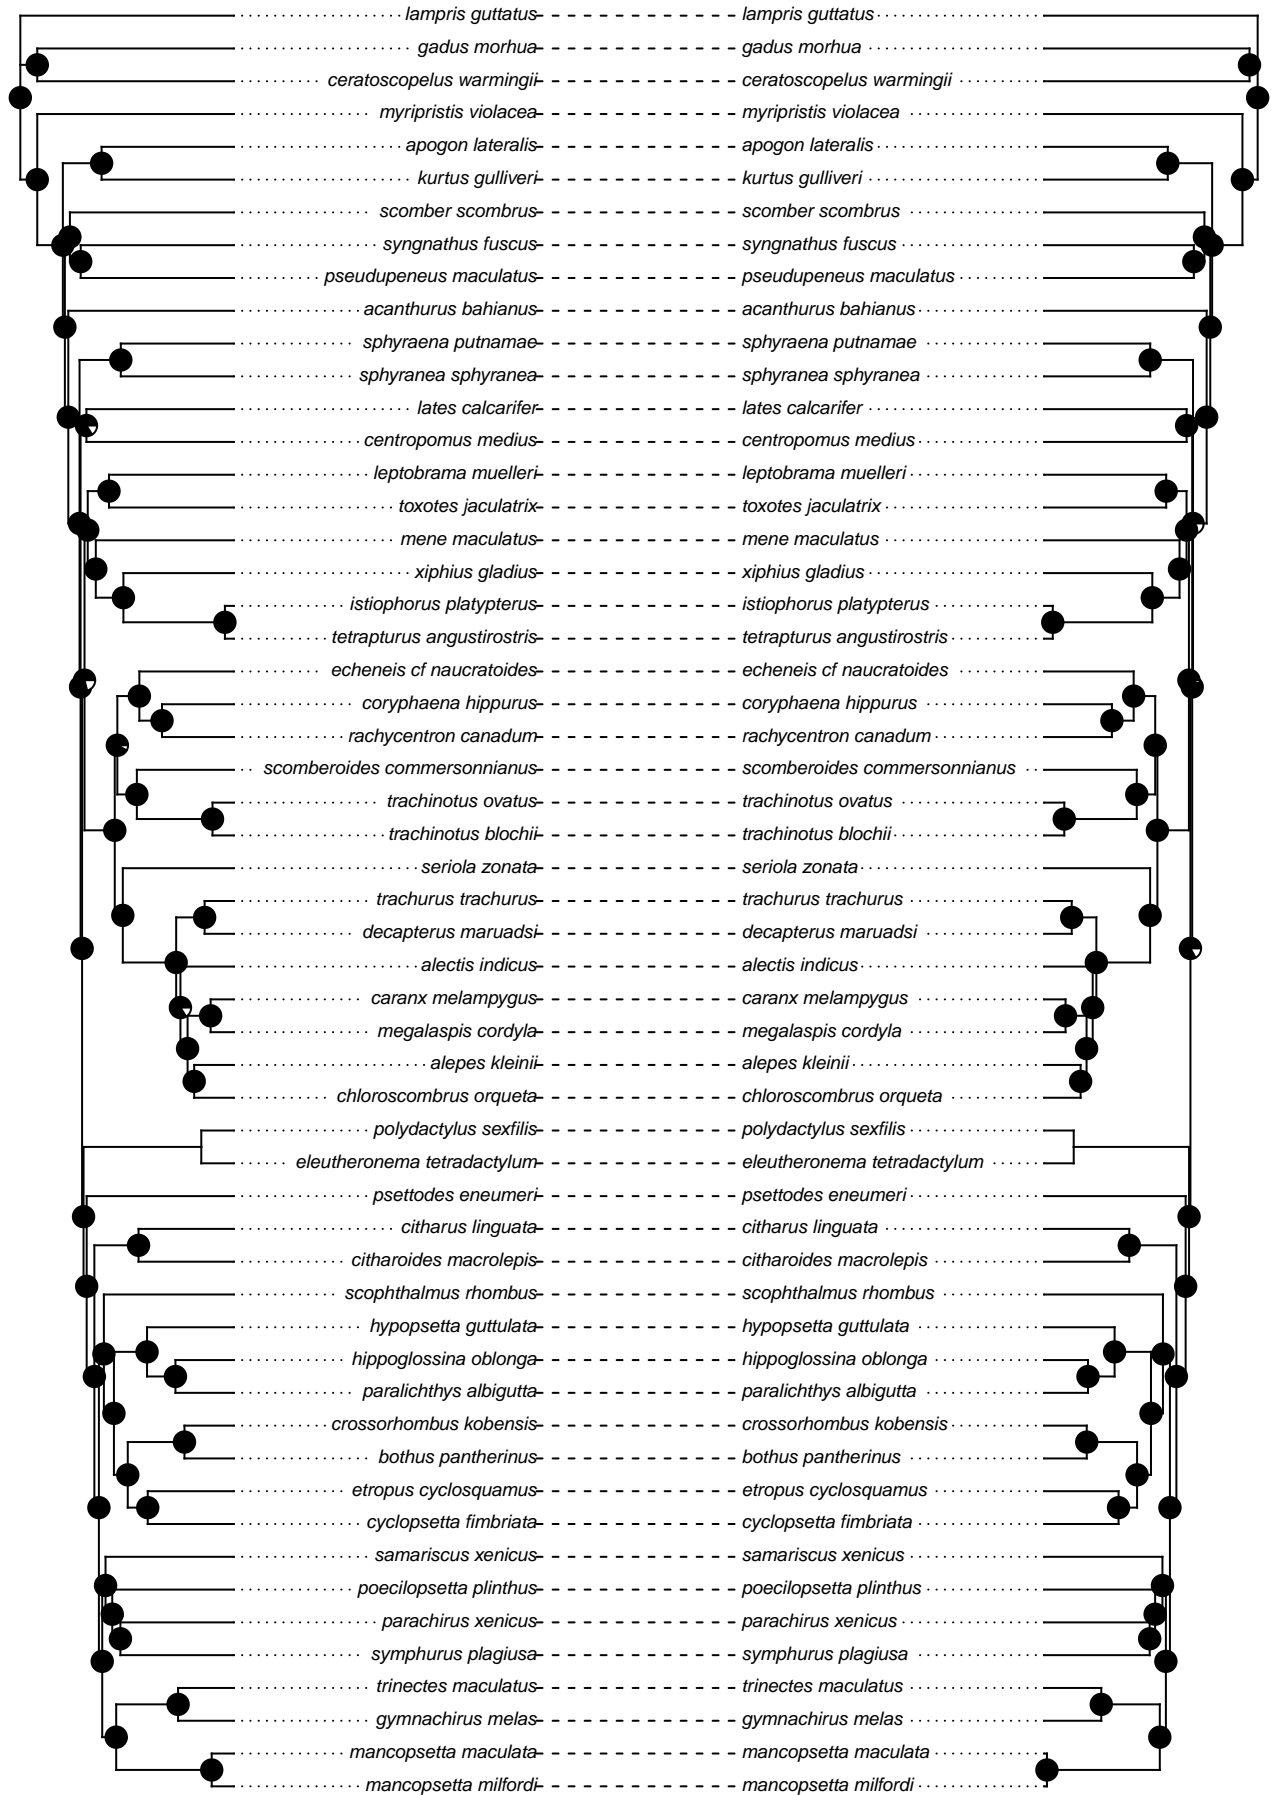 lampris guttatus lampris guttatus
gadus morhua gadus morhua
ceratoscopelus warmingii ceratoscopelus warmingii
myripristis violacea myripristis violacea
apogon lateralis apogon lateralis
kurtus gulliveri kurtus gulliveri
scomber scombrus scomber scombrus
syngnathus fuscus syngnathus fuscus
pseudupeneus maculatus pseudupeneus maculatus
acanthurus bahianus acanthurus bahianus
sphyraena putnamae sphyraena putnamae
sphyranea sphyranea sphyranea sphyranea
lates calcarifer lates calcarifer
centropomus medius centropomus medius
leptobrama muelleri leptobrama muelleri
toxotes jaculatrix toxotes jaculatrix
mene maculatus mene maculatus
xiphius gladius xiphius gladius
istiophorus platypterus istiophorus platypterus
tetrapturus angustirostris tetrapturus angustirostris
echeneis cf naucratoides echeneis cf naucratoides
coryphaena hippurus coryphaena hippurus
rachycentron canadum rachycentron canadum
scomberoides commersonnianus scomberoides commersonnianus
trachinotus ovatus trachinotus ovatus
trachinotus blochii trachinotus blochii
seriola zonata seriola zonata
trachurus trachurus trachurus trachurus
decapterus maruadsi decapterus maruadsi
alectis indicus alectis indicus
caranx melampygus caranx melampygus
megalaspis cordyla megalaspis cordyla
alepes kleinii alepes kleinii
chloroscombrus orqueta chloroscombrus orqueta
polydactylus sexfilis polydactylus sexfilis
eleutheronema tetradactylum eleutheronema tetradactylum
psettodes eneumeri psettodes eneumeri
citharus linguata citharus linguata
citharoides macrolepis citharoides macrolepis
scophthalmus rhombus scophthalmus rhombus
hypopsetta guttulata hypopsetta guttulata
hippoglossina oblonga hippoglossina oblonga
paralichthys albigutta paralichthys albigutta
crossorhombus kobensis crossorhombus kobensis
bothus pantherinus bothus pantherinus
etropus cyclosquamus etropus cyclosquamus
cyclopsetta fimbriata cyclopsetta fimbriata
samariscus xenicus samariscus xenicus
poecilopsetta plinthus poecilopsetta plinthus
parachirus xenicus parachirus xenicus
symphurus plagiusa symphurus plagiusa
trinectes maculatus trinectes maculatus
gymnachirus melas gymnachirus melas
mancopsetta maculata mancopsetta maculata
mancopsetta milfordi mancopsetta milfordi